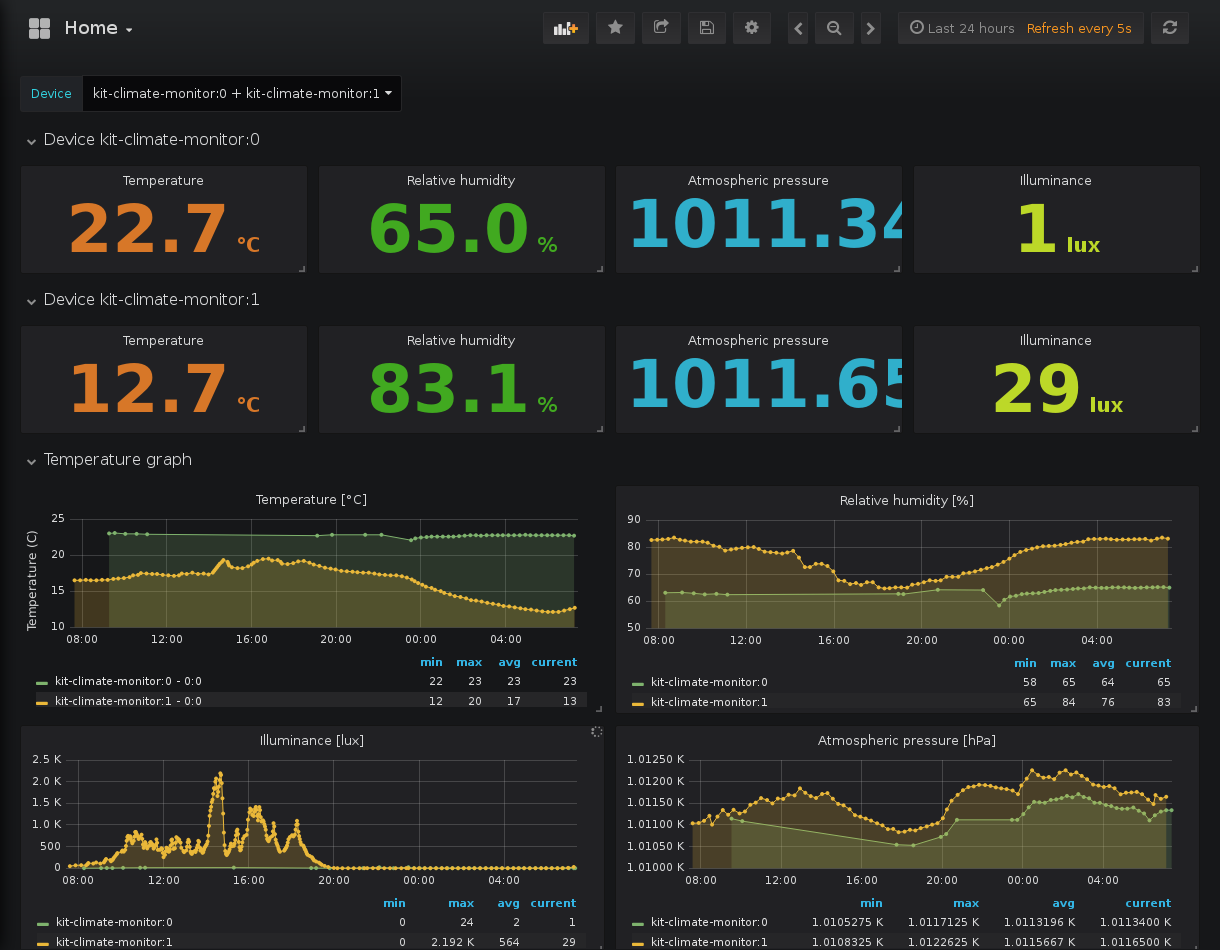 Home
Last 24 hours Refresh every 5s
Device kit-climate-monitor:0 + kit-climate-monitor:1
Device kit-climate-monitor:0
Temperature Relative humidity Atmospheric pressure Illuminance
22.7 °C 65.0 % 1011.34 1 lux
Device kit-climate-monitor:1
Temperature Relative humidity Atmospheric pressure Illuminance
12.7 °C 83.1 % 1011.65 29 lux
Temperature graph
Temperature [°C]
Temperature (C)
25
20
15
10
08:00 12:00 16:00 20:00 00:00 04:00
min max avg current
kit-climate-monitor:0 - 0:0 22 23 23 23
kit-climate-monitor:1 - 0:0 12 20 17 13
Relative humidity [%]
90
80
70
60
50
08:00 12:00 16:00 20:00 00:00 04:00
min max avg current
kit-climate-monitor:0 58 65 64 65
kit-climate-monitor:1 65 84 76 83
Illuminance [lux]
2.5 K
2.0 K
1.5 K
1.0 K
500
0
08:00 12:00 16:00 20:00 00:00 04:00
min max avg current
kit-climate-monitor:0 0 24 2 1
kit-climate-monitor:1 0 2.192 K 564 29
Atmospheric pressure [hPa]
1.01250 K
1.01200 K
1.01150 K
1.01100 K
1.01050 K
1.01000 K
08:00 12:00 16:00 20:00 00:00 04:00
min max avg current
kit-climate-monitor:0 1.0105275 K 1.0117125 K 1.0113196 K 1.0113400 K
kit-climate-monitor:1 1.0108325 K 1.0122625 K 1.0115667 K 1.0116500 K